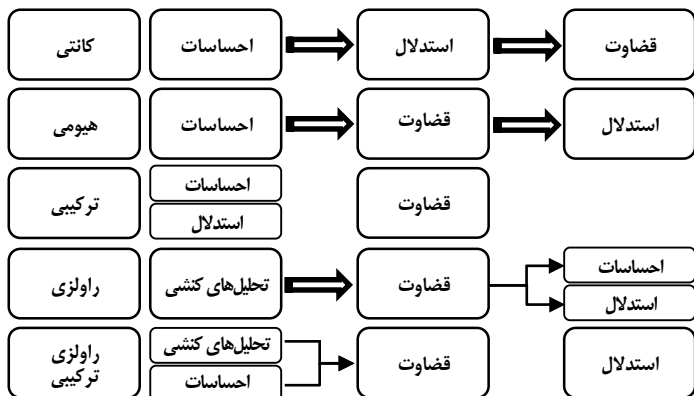 کانتی
احساسات
استدلال
قضاوت
هیومی
احساسات
قضاوت
استدلال
ترکیبی
احساسات
استدلال
قضاوت
راولزی
تحلیل‌های کنشی
قضاوت
احساسات
استدلال
راولزی
ترکیبی
تحلیل‌های کنشی
احساسات
قضاوت
استدلال